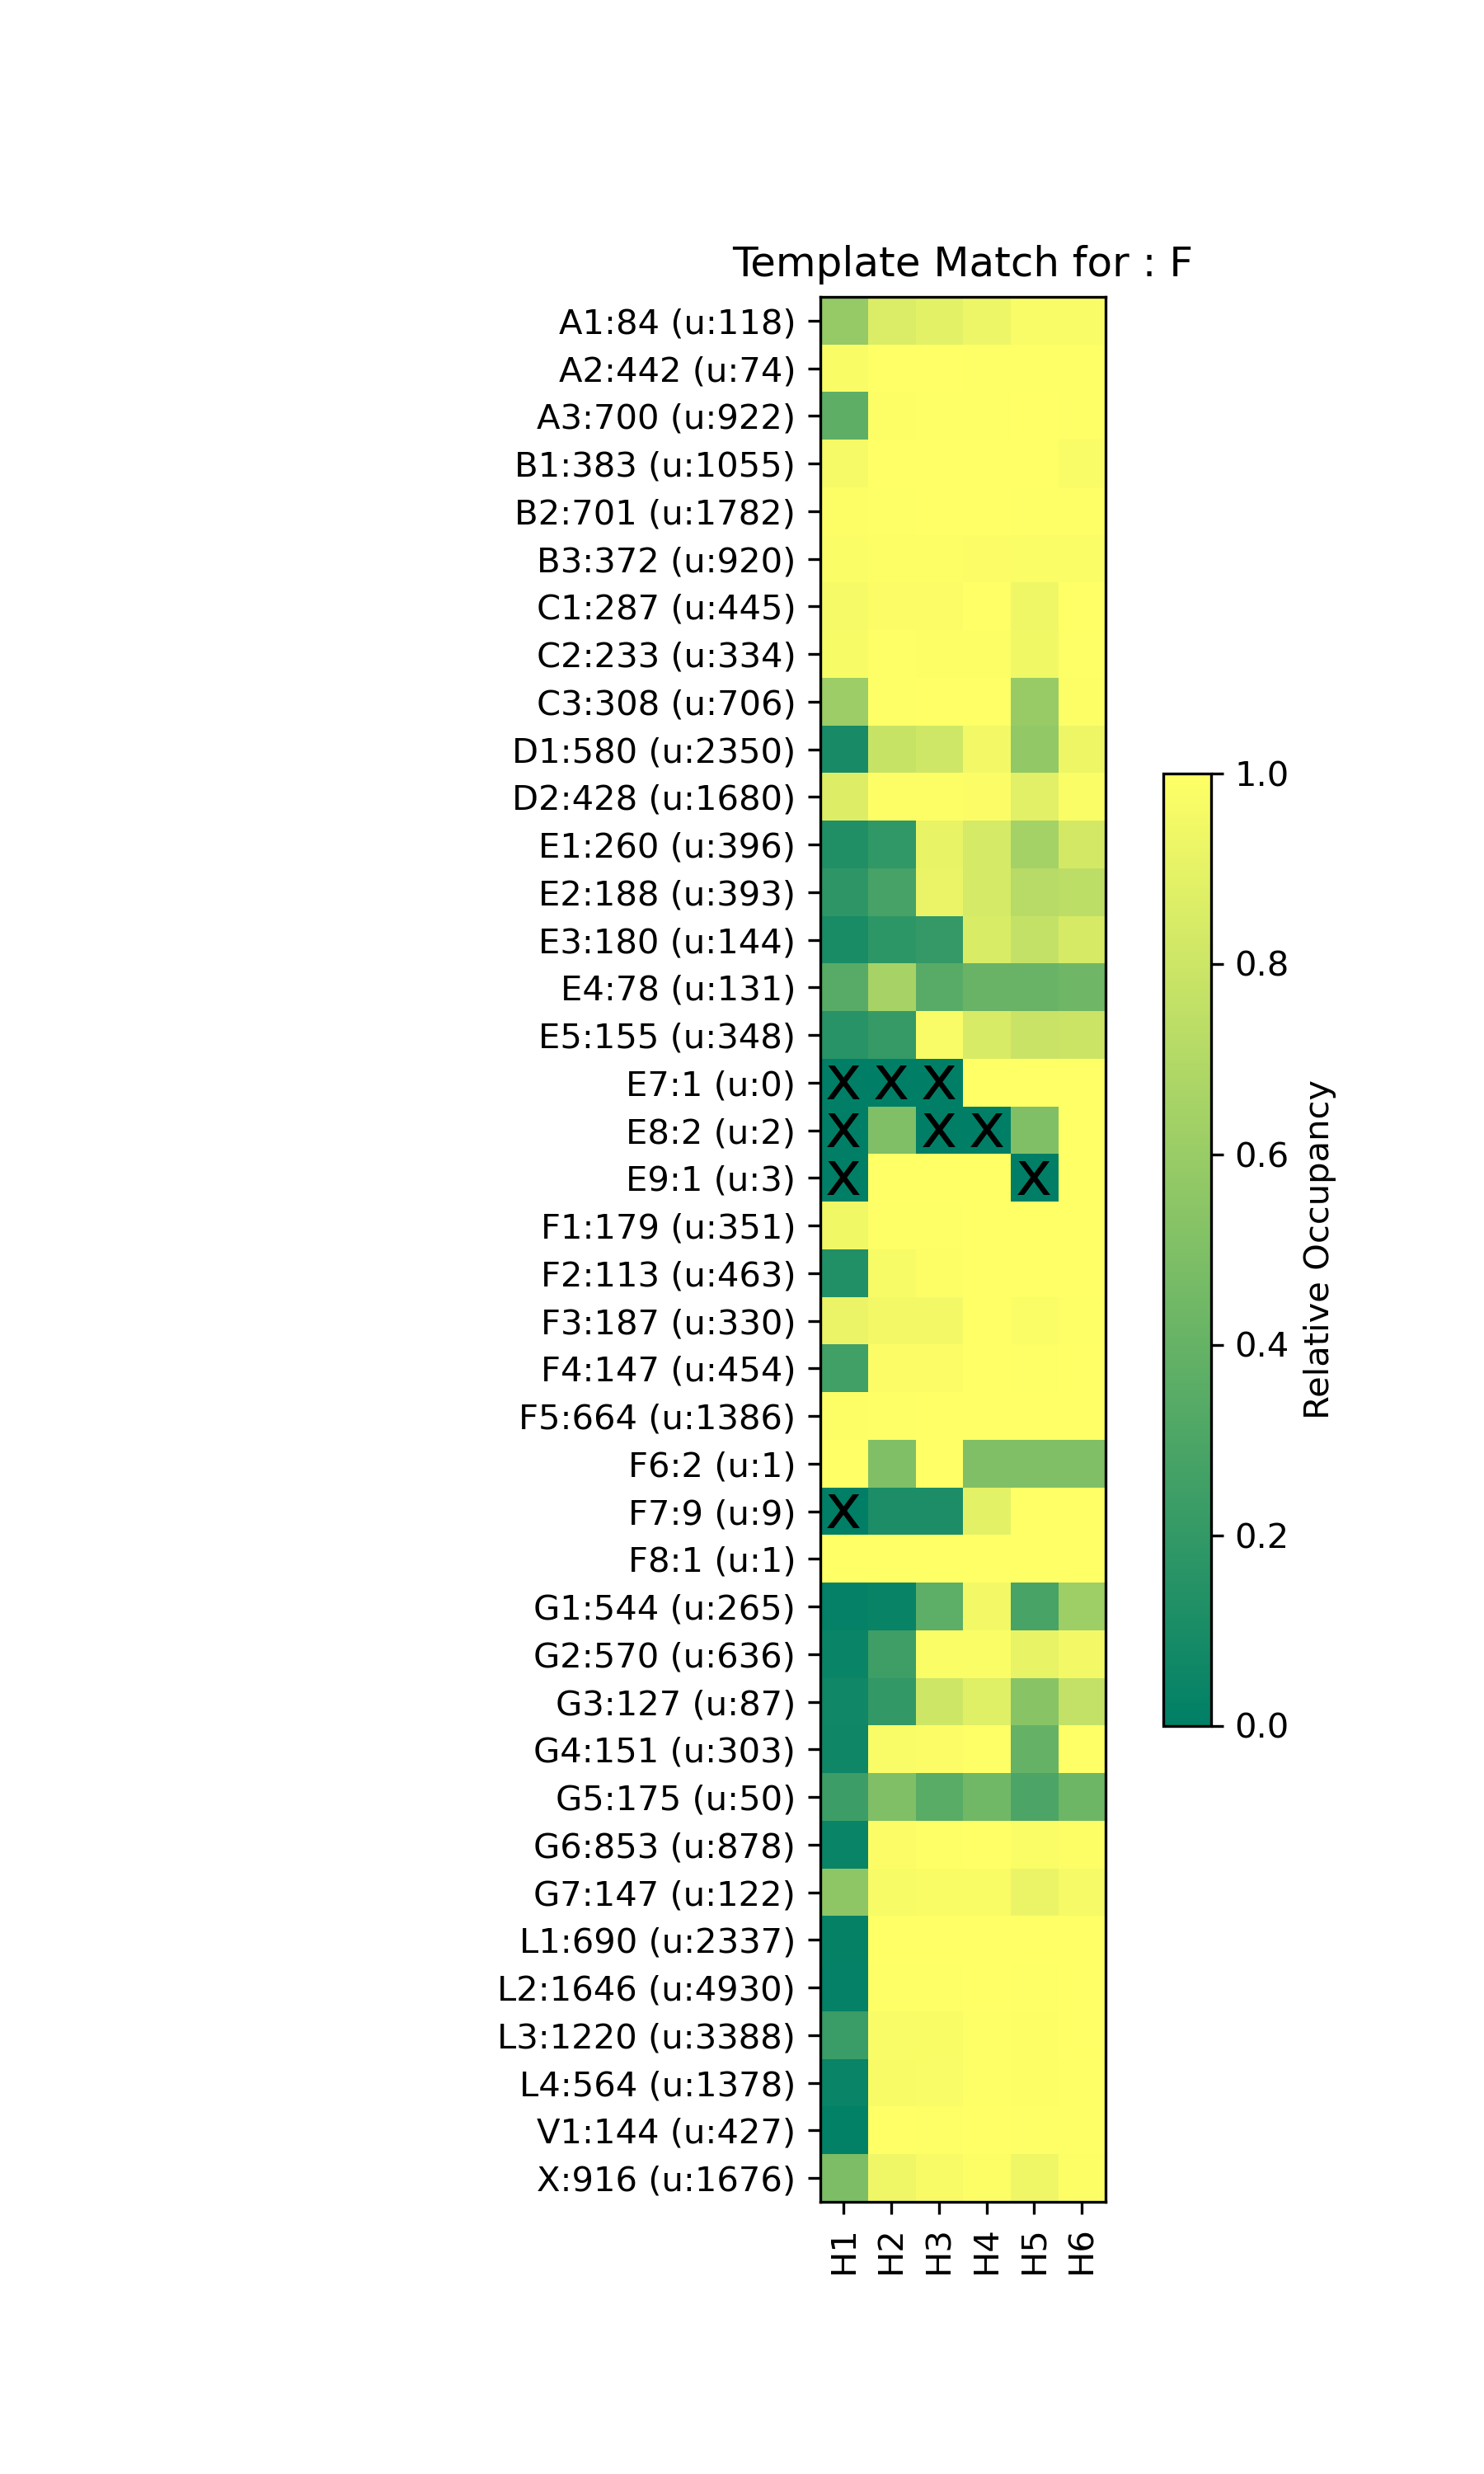 Template Match for : F
A1:84 (u:118)
A2:442 (u:74)
A3:700 (u:922)
B1:383 (u:1055)
B2:701 (u:1782)
B3:372 (u:920)
C1:287 (u:445)
C2:233 (u:334)
C3:308 (u:706)
D1:580 (u:2350)
D2:428 (u:1680)
E1:260 (u:396)
E2:188 (u:393)
E3:180 (u:144)
E4:78 (u:131)
E5:155 (u:348)
E7:1 (u:0) X X X
E8:2 (u:2) X X X
E9:1 (u:3) X X
F1:179 (u:351)
F2:113 (u:463)
F3:187 (u:330)
F4:147 (u:454)
F5:664 (u:1386)
F6:2 (u:1)
F7:9 (u:9) X
F8:1 (u:1)
G1:544 (u:265)
G2:570 (u:636)
G3:127 (u:87)
G4:151 (u:303)
G5:175 (u:50)
G6:853 (u:878)
G7:147 (u:122)
L1:690 (u:2337)
L2:1646 (u:4930)
L3:1220 (u:3388)
L4:564 (u:1378)
V1:144 (u:427)
X:916 (u:1676)
H1 H2 H3 H4 H5 H6
1.0
0.8
0.6
0.4
0.2
0.0
Relative Occupancy